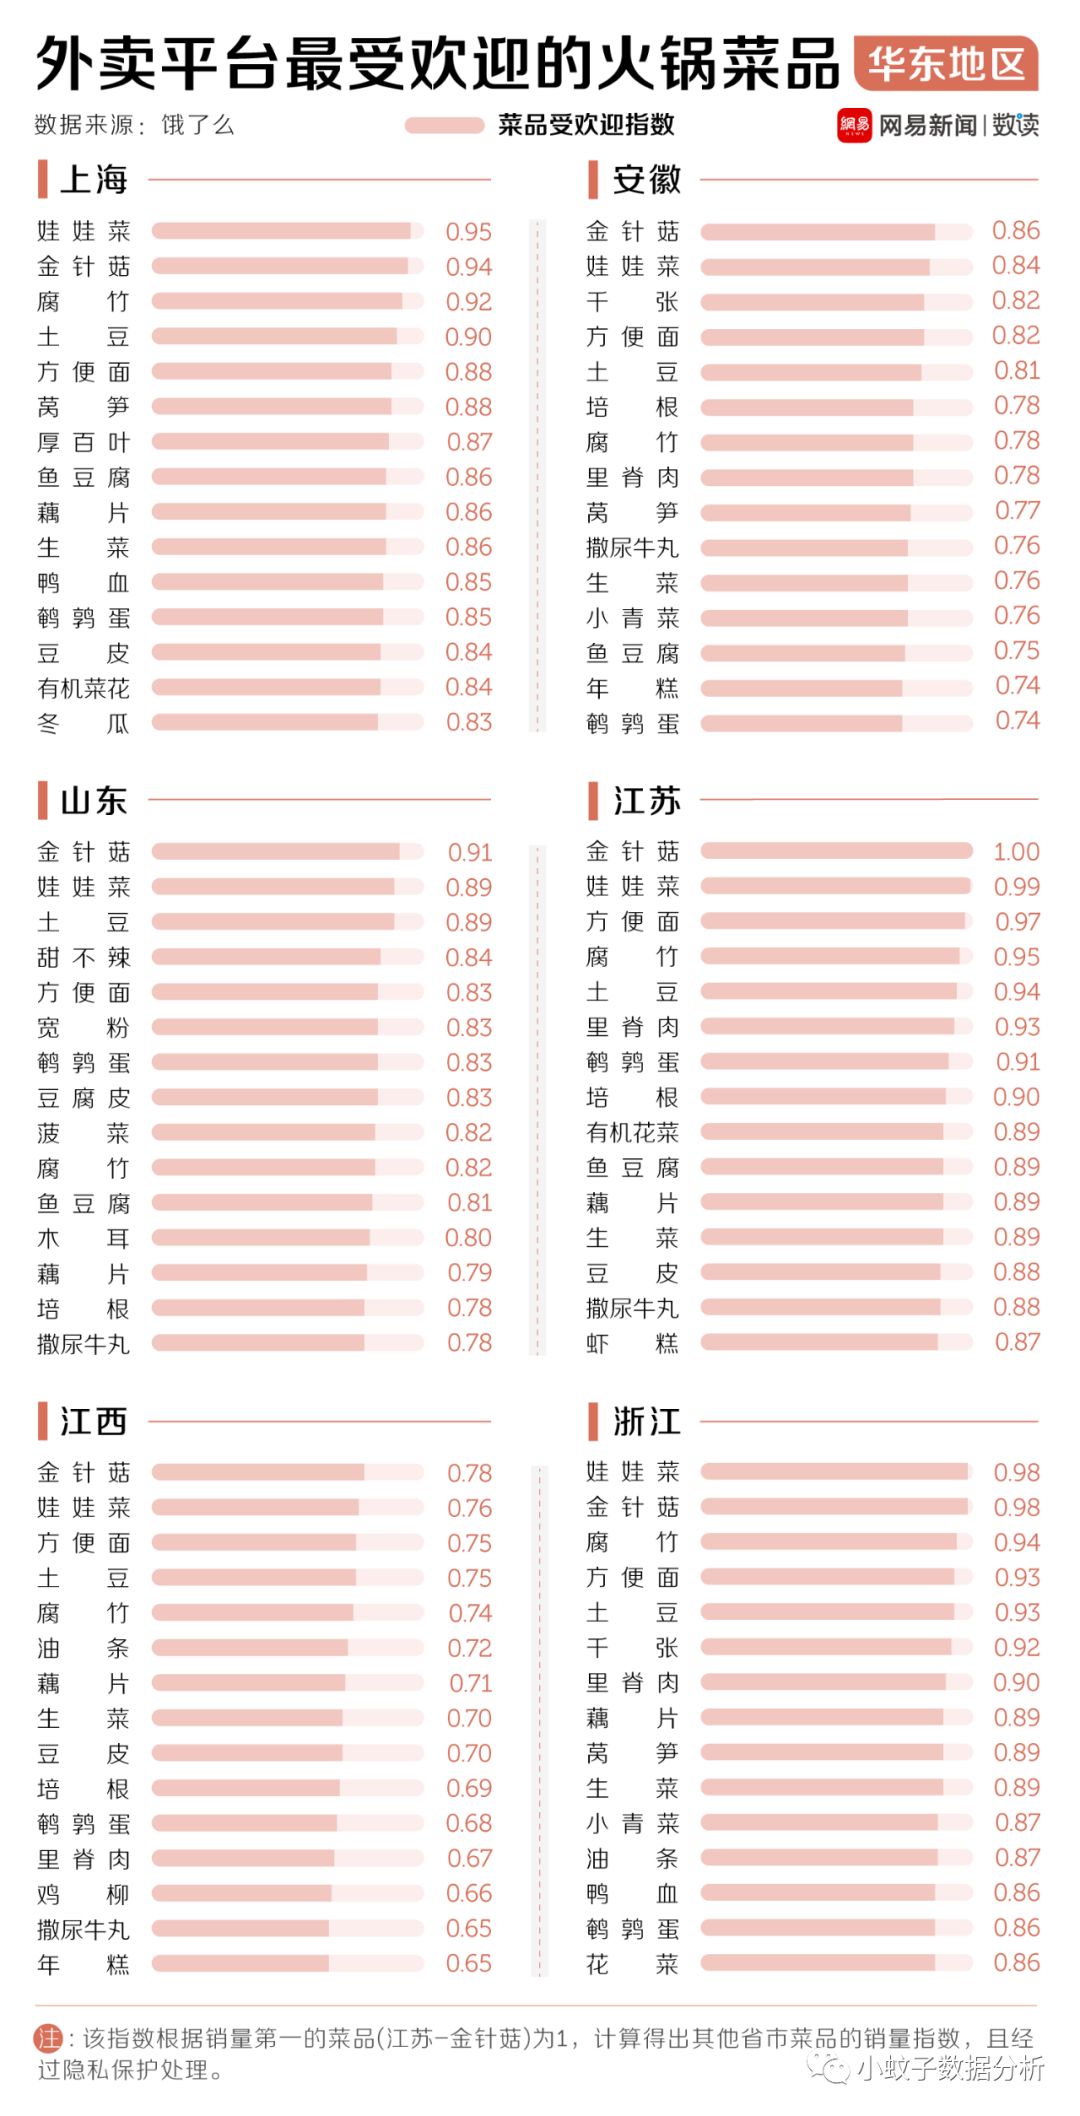 外卖平台最受欢迎的火锅菜品 华东地区
数据来源：饿了么 菜品受欢迎指数 網易 NEWS 网易新闻 | 数读
上海
娃娃菜 0.95
金针菇 0.94
腐竹 0.92
土豆 0.90
方便面 0.88
莴笋 0.88
厚百叶 0.87
鱼豆腐 0.86
藕片 0.86
生菜 0.86
鸭血 0.85
鹌鹑蛋 0.85
豆皮 0.84
有机菜花 0.84
冬瓜 0.83
安徽
金针菇 0.86
娃娃菜 0.84
干张 0.82
方便面 0.82
土豆 0.81
培根 0.78
腐竹 0.78
里脊肉 0.78
莴笋 0.77
撒尿牛丸 0.76
生菜 0.76
小青菜 0.76
鱼豆腐 0.75
年糕 0.74
鹌鹑蛋 0.74
山东
金针菇 0.91
娃娃菜 0.89
土豆 0.89
甜不辣 0.84
方便面 0.83
宽粉 0.83
鹌鹑蛋 0.83
豆腐皮 0.83
菠菜 0.82
腐竹 0.82
鱼豆腐 0.81
木耳 0.80
藕片 0.79
培根 0.78
撒尿牛丸 0.78
江苏
金针菇 1.00
娃娃菜 0.99
方便面 0.97
腐竹 0.95
土豆 0.94
里脊肉 0.93
鹌鹑蛋 0.91
培根 0.90
有机花菜 0.89
鱼豆腐 0.89
藕片 0.89
生菜 0.89
豆皮 0.88
撒尿牛丸 0.88
虾糕 0.87
江西
金针菇 0.78
娃娃菜 0.76
方便面 0.75
土豆 0.75
腐竹 0.74
油条 0.72
藕片 0.71
生菜 0.70
豆皮 0.70
培根 0.69
鹌鹑蛋 0.68
里脊肉 0.67
鸡柳 0.66
撒尿牛丸 0.65
年糕 0.65
浙江
娃娃菜 0.98
金针菇 0.98
腐竹 0.94
方便面 0.93
土豆 0.93
干张 0.92
里脊肉 0.90
藕片 0.89
莴笋 0.89
生菜 0.89
小青菜 0.87
油条 0.87
鸭血 0.86
鹌鹑蛋 0.86
花菜 0.86
注：该指数根据销量第一的菜品(江苏-金针菇)为1，计算得出其他省市菜品的销量指数，且经
过隐私保护处理。
小蚊子数据分析